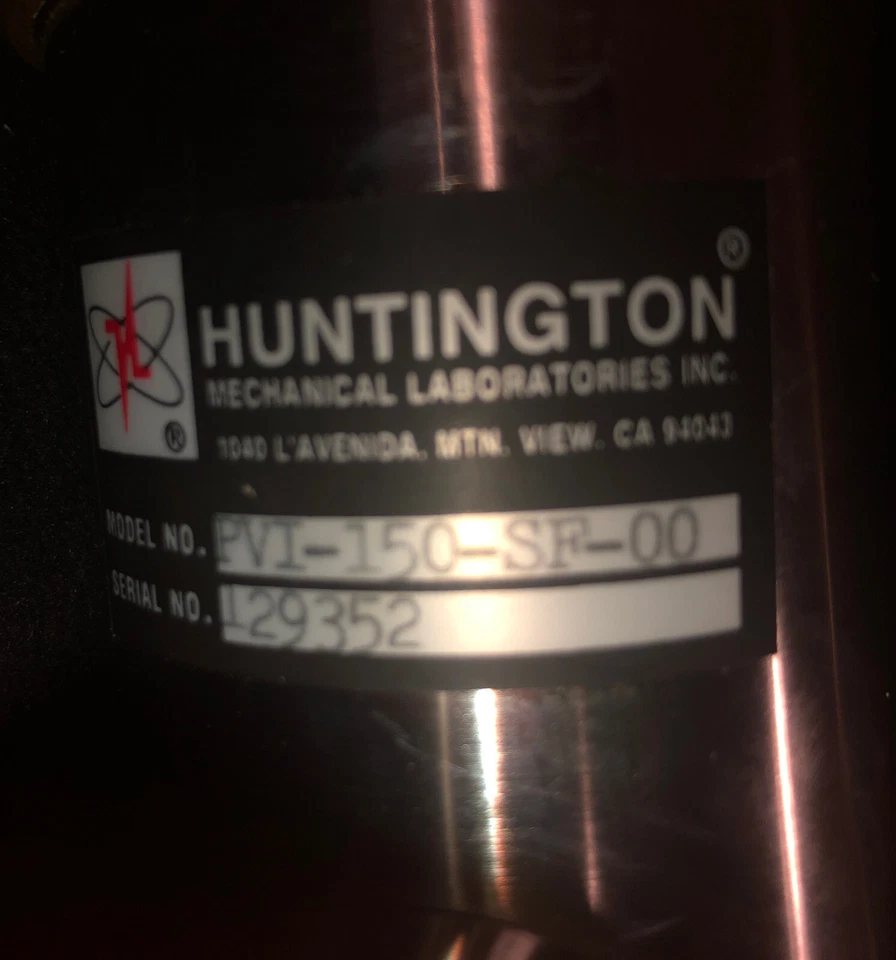 ®
HUNTINGTON
MECHANICAL LABORATORIES INC.
®
1040 L'AVENIDA, MTN. VIEW, CA 94043
MODEL NO. PVI-150-SF-00
SERIAL NO. 129352